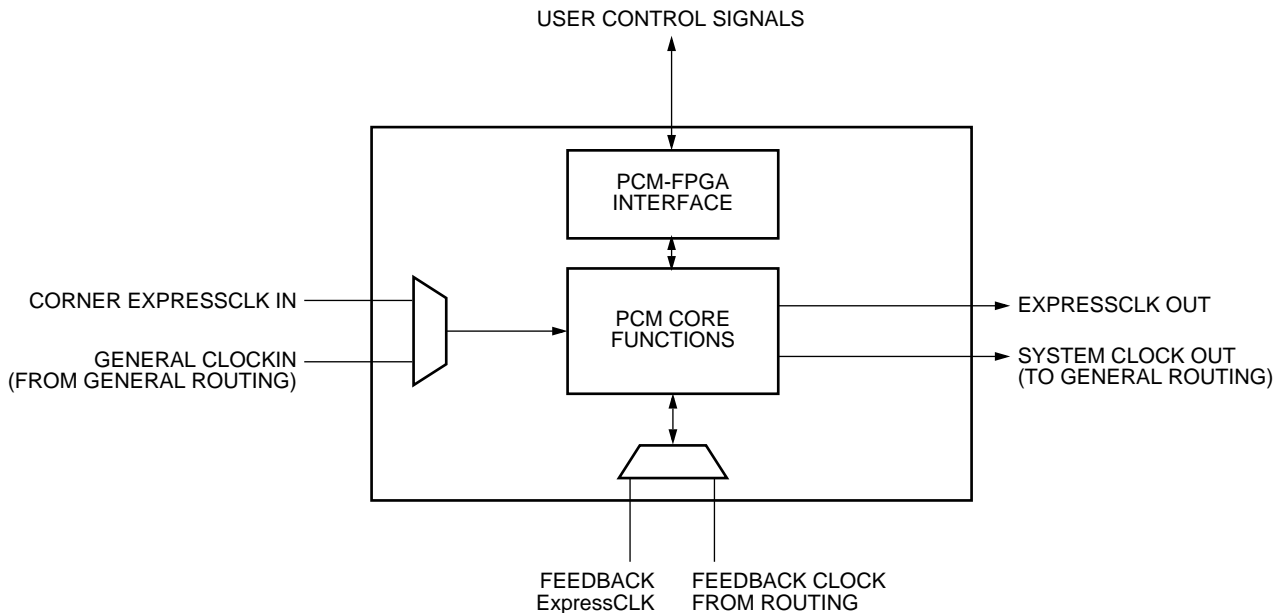 USER CONTROL SIGNALS
PCM-FPGA
INTERFACE
CORNER EXPRESSCLK IN
GENERAL CLOCKIN
(FROM GENERAL ROUTING)
PCM CORE
FUNCTIONS
EXPRESSCLK OUT
SYSTEM CLOCK OUT
(TO GENERAL ROUTING)
FEEDBACK
ExpressCLK
FEEDBACK CLOCK
FROM ROUTING